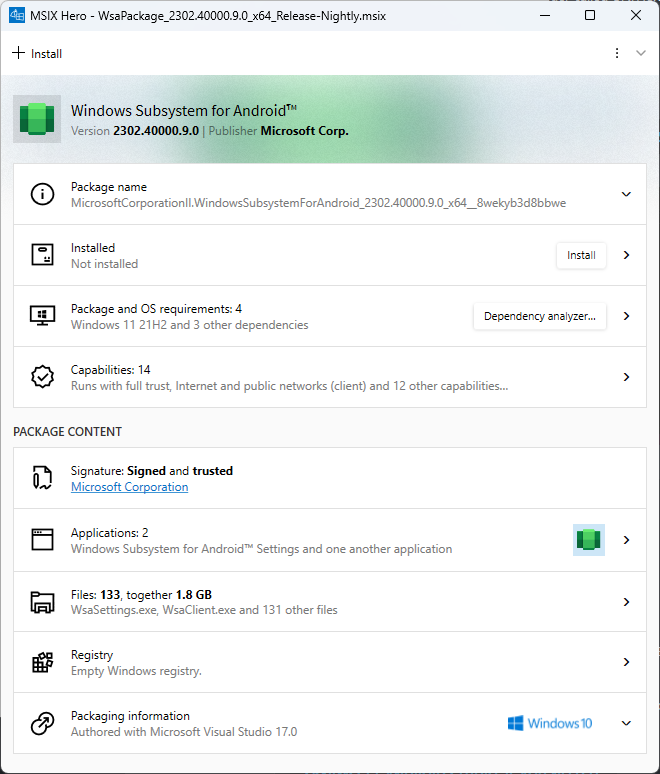 MSIX Hero - WsaPackage_2302.40000.9.0_x64_Release-Nightly.msix
Install
Windows Subsystem for Android™
Version 2302.40000.9.0 | Publisher Microsoft Corp.
Package name
MicrosoftCorporationII.WindowsSubsystemForAndroid_2302.40000.9.0_x64__8wekyb3d8bbwe
Installed
Not installed
Install
Package and OS requirements: 4
Windows 11 21H2 and 3 other dependencies
Dependency analyzer...
Capabilities: 14
Runs with full trust, Internet and public networks (client) and 12 other capabilities...
PACKAGE CONTENT
Signature: Signed and trusted
Microsoft Corporation
Applications: 2
Windows Subsystem for Android™ Settings and one another application
Files: 133, together 1.8 GB
WsaSettings.exe, WsaClient.exe and 131 other files
Registry
Empty Windows registry.
Packaging information
Authored with Microsoft Visual Studio 17.0
Windows10